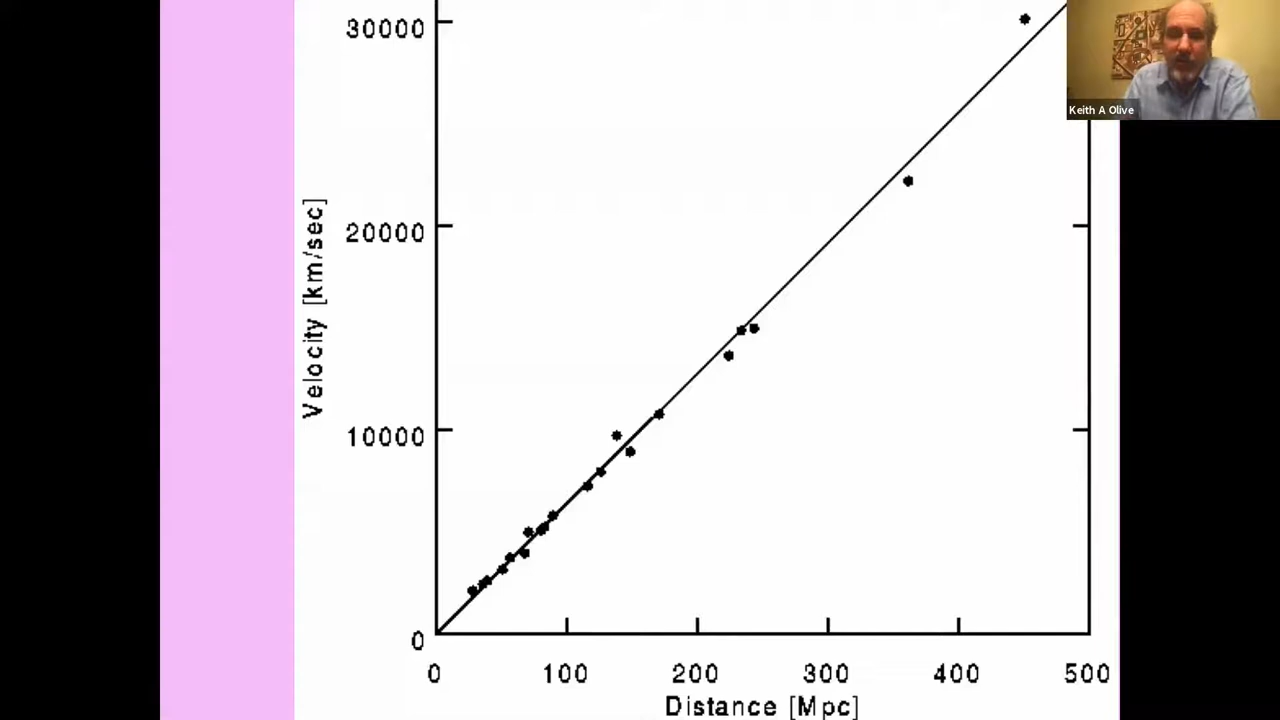 30000
Keith A Olive
20000
Velocity [km/sec]
10000
0
0 100 200 300 400 500
Distance [Mpc]